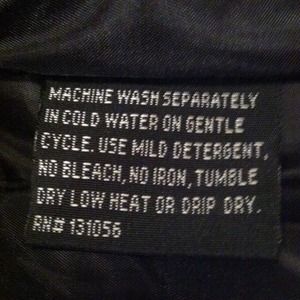 MACHINE WASH SEPARATELY
IN COLD WATER ON GENTLE
CYCLE. USE MILD DETERGENT,
NO BLEACH, NO IRON, TUMBLE
DRY LOW HEAT OR DRIP DRY.
RN# 131056